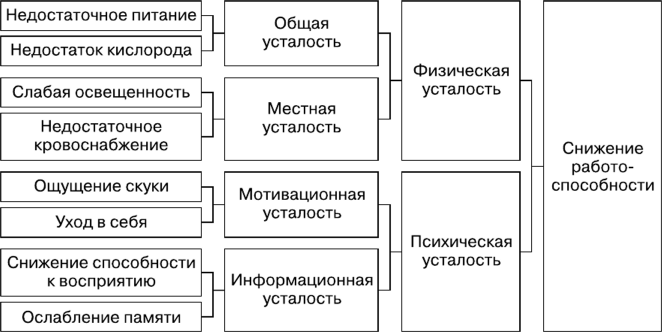 Недостаточное питание
Недостаток кислорода
Слабая освещенность
Недостаточное
кровоснабжение
Ощущение скуки
Уход в себя
Снижение способности
к восприятию
Ослабление памяти
Общая
усталость
Местная
усталость
Мотивационная
усталость
Информационная
усталость
Физическая
усталость
Психическая
усталость
Снижение
работо-
способности